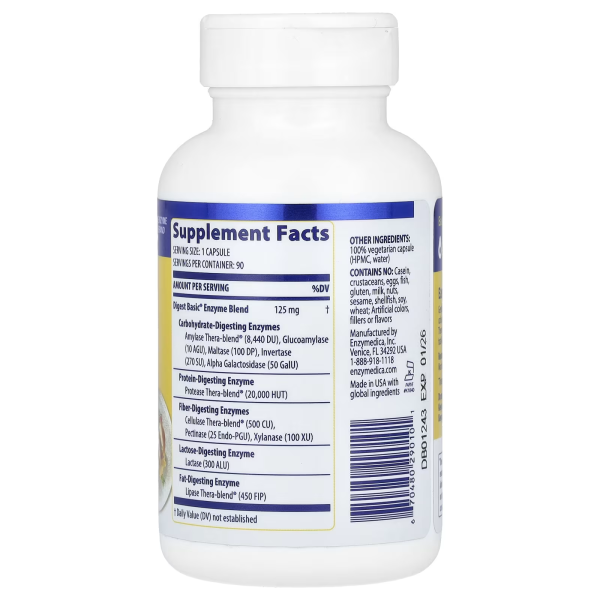 Supplement Facts
SERVING SIZE: 1 CAPSULE
SERVINGS PER CONTAINER: 90
AMOUNT PER SERVING %DV
Digest Basic® Enzyme Blend 125 mg †
Carbohydrate-Digesting Enzymes
Amylase Thera-blend® (8,440 DU), Glucoamylase
(10 AGU), Maltase (100 DP), Invertase
(270 SU), Alpha Galactosidase (50 GalU)
Protein-Digesting Enzyme
Protease Thera-blend® (20,000 HUT)
Fiber-Digesting Enzymes
Cellulase Thera-blend® (500 CU),
Pectinase (25 Endo-PGU), Xylanase (100 XU)
Lactose-Digesting Enzyme
Lactase (300 ALU)
Fat-Digesting Enzyme
Lipase Thera-blend® (450 FIP)
† Daily Value (DV) not established
OTHER INGREDIENTS:
100% vegetarian capsule
(HPMC, water)
CONTAINS NO: Casein,
crustaceans, eggs, fish,
gluten, milk, nuts,
sesame, shellfish, soy,
wheat; Artificial colors,
fillers or flavors
Manufactured by
Enzymedica, Inc.
Venice, FL 34292 USA
1-888-918-1118
enzymedica.com
Made in USA with
global ingredients
6 70480 29010 1
DB01243 EXP 01/26